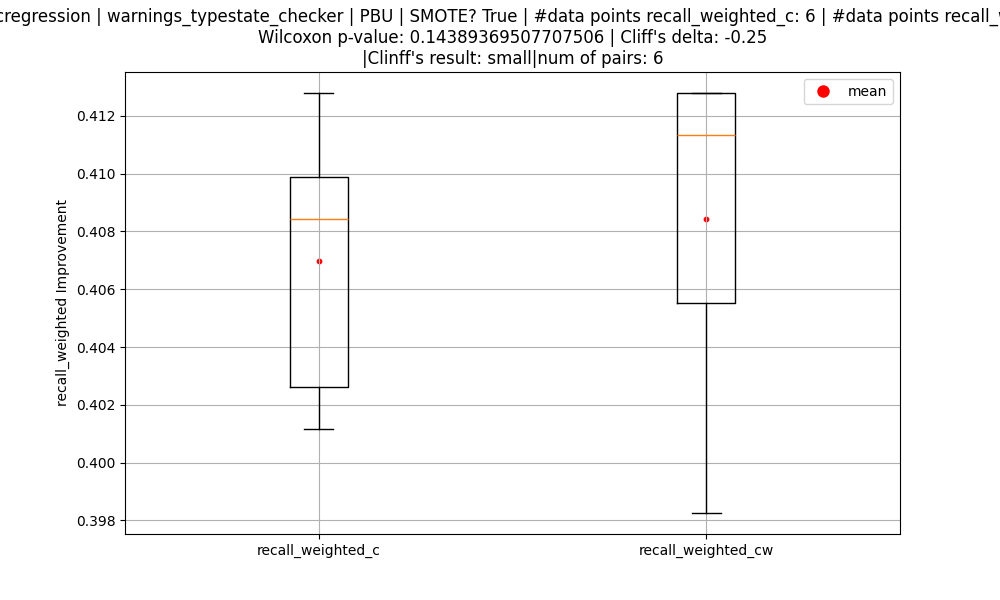 cregression | warnings_typestate_checker | PBU | SMOTE? True | #data points recall_weighted_c: 6 | #data points
Wilcoxon p-value: 0.14389369507707506 | Cliff's delta: -0.25
|Clinff's result: small|num of pairs: 6
mean
0.412
0.410
0.408
0.406
0.404
0.402
0.400
0.398
recall_weighted Improvement
recall_weighted_c
recall_weighted_cw